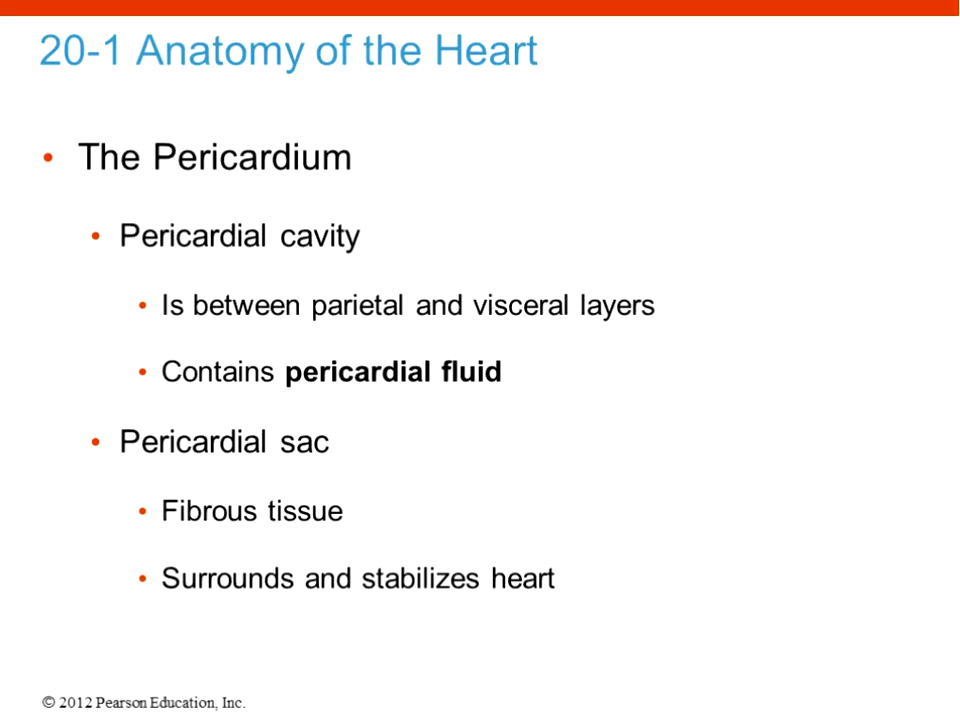 20-1 Anatomy of the Heart
• The Pericardium
• Pericardial cavity
• Is between parietal and visceral layers
• Contains pericardial fluid
• Pericardial sac
• Fibrous tissue
• Surrounds and stabilizes heart
© 2012 Pearson Education, Inc.